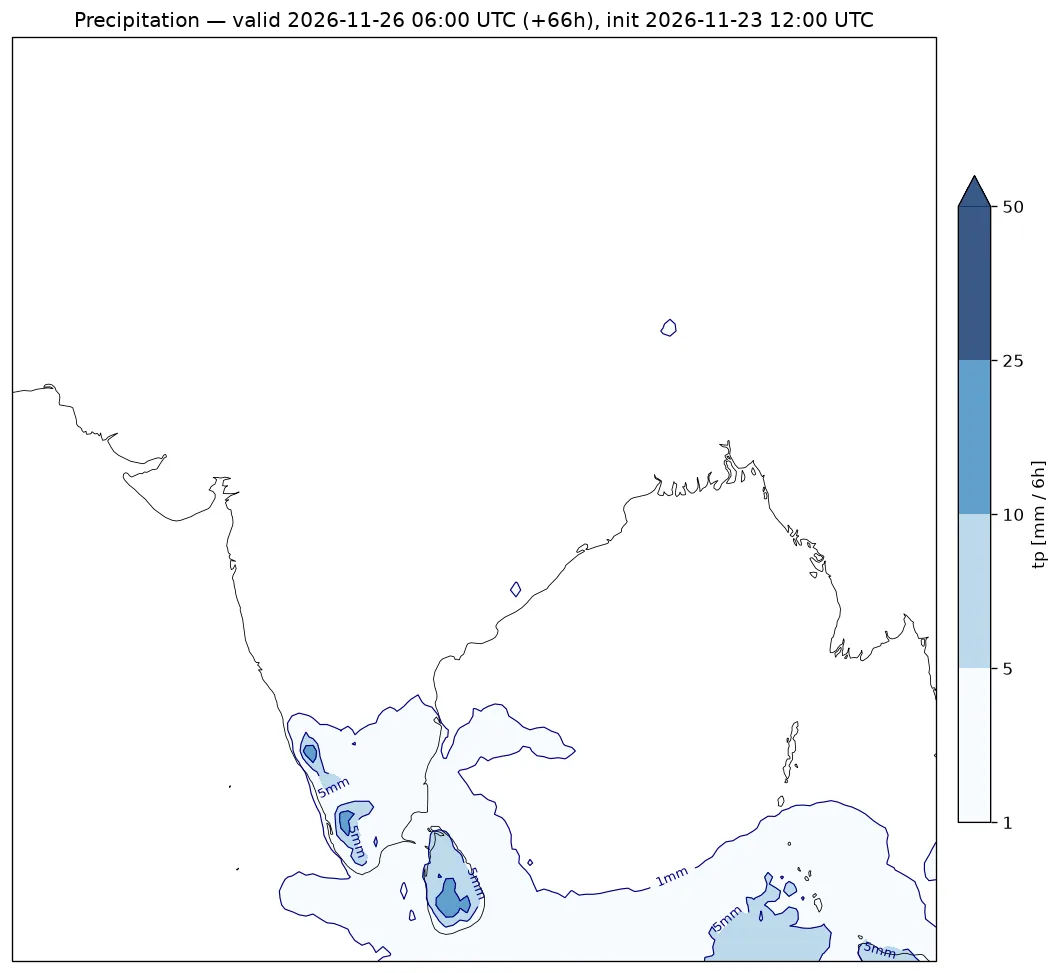 Precipitation — valid 2026-11-26 06:00 UTC (+66h), init 2026-11-23 12:00 UTC
50
25
10
5
1
tp [mm / 6h]
5mm
5mm
5mm
1mm
5mm
5mm